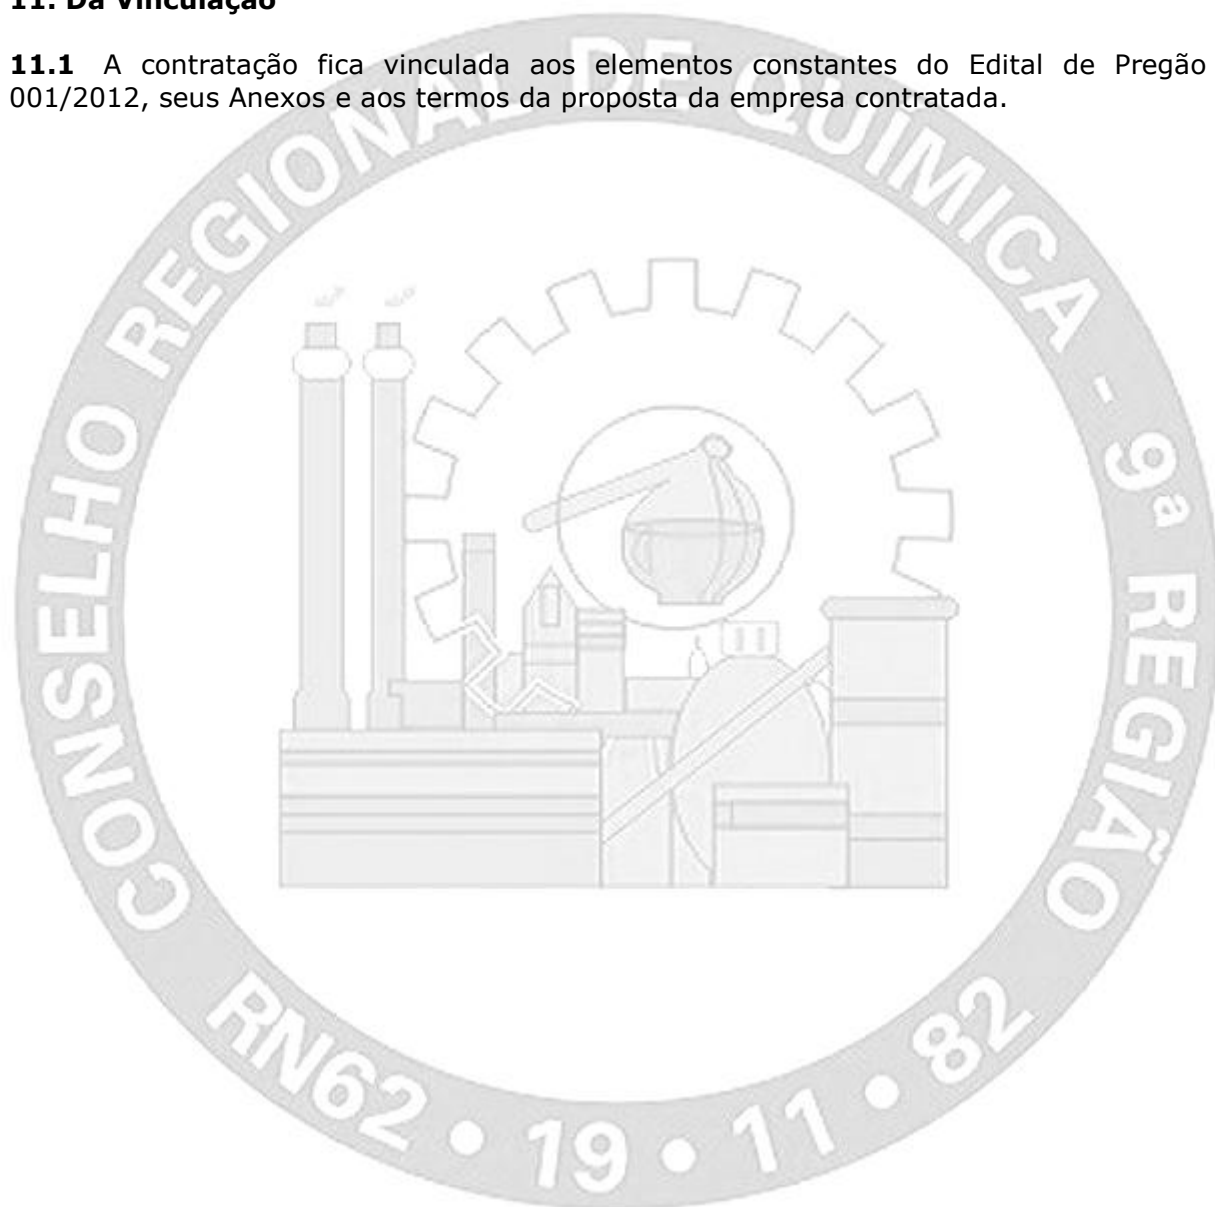 11. Da Vinculação
11.1 A contratação fica vinculada aos elementos constantes do Edital de Pregão
001/2012, seus Anexos e aos termos da proposta da empresa contratada.
CONSELHO REGIONAL DE QUÍMICA - 9ª REGIÃO
RN62 • 19 • 11 • 82